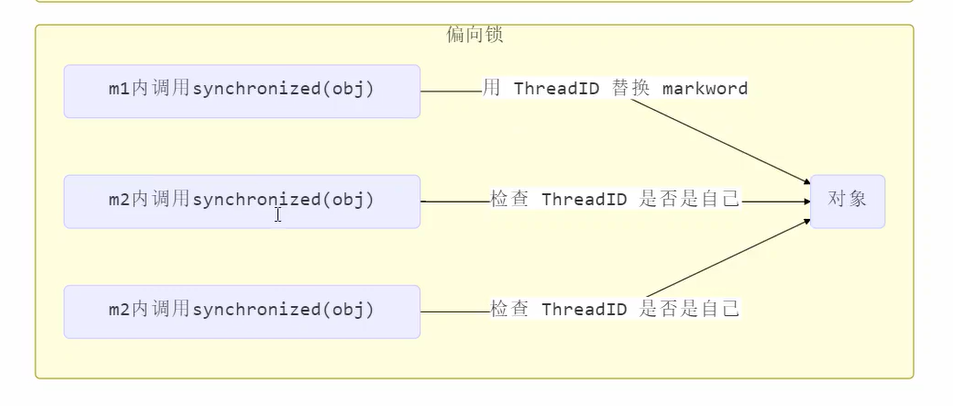 偏向锁
m1内调用synchronized(obj)
用 ThreadID 替换 markword
m2内调用synchronized(obj)
检查 ThreadID 是否是自己
对象
m2内调用synchronized(obj)
检查 ThreadID 是否是自己